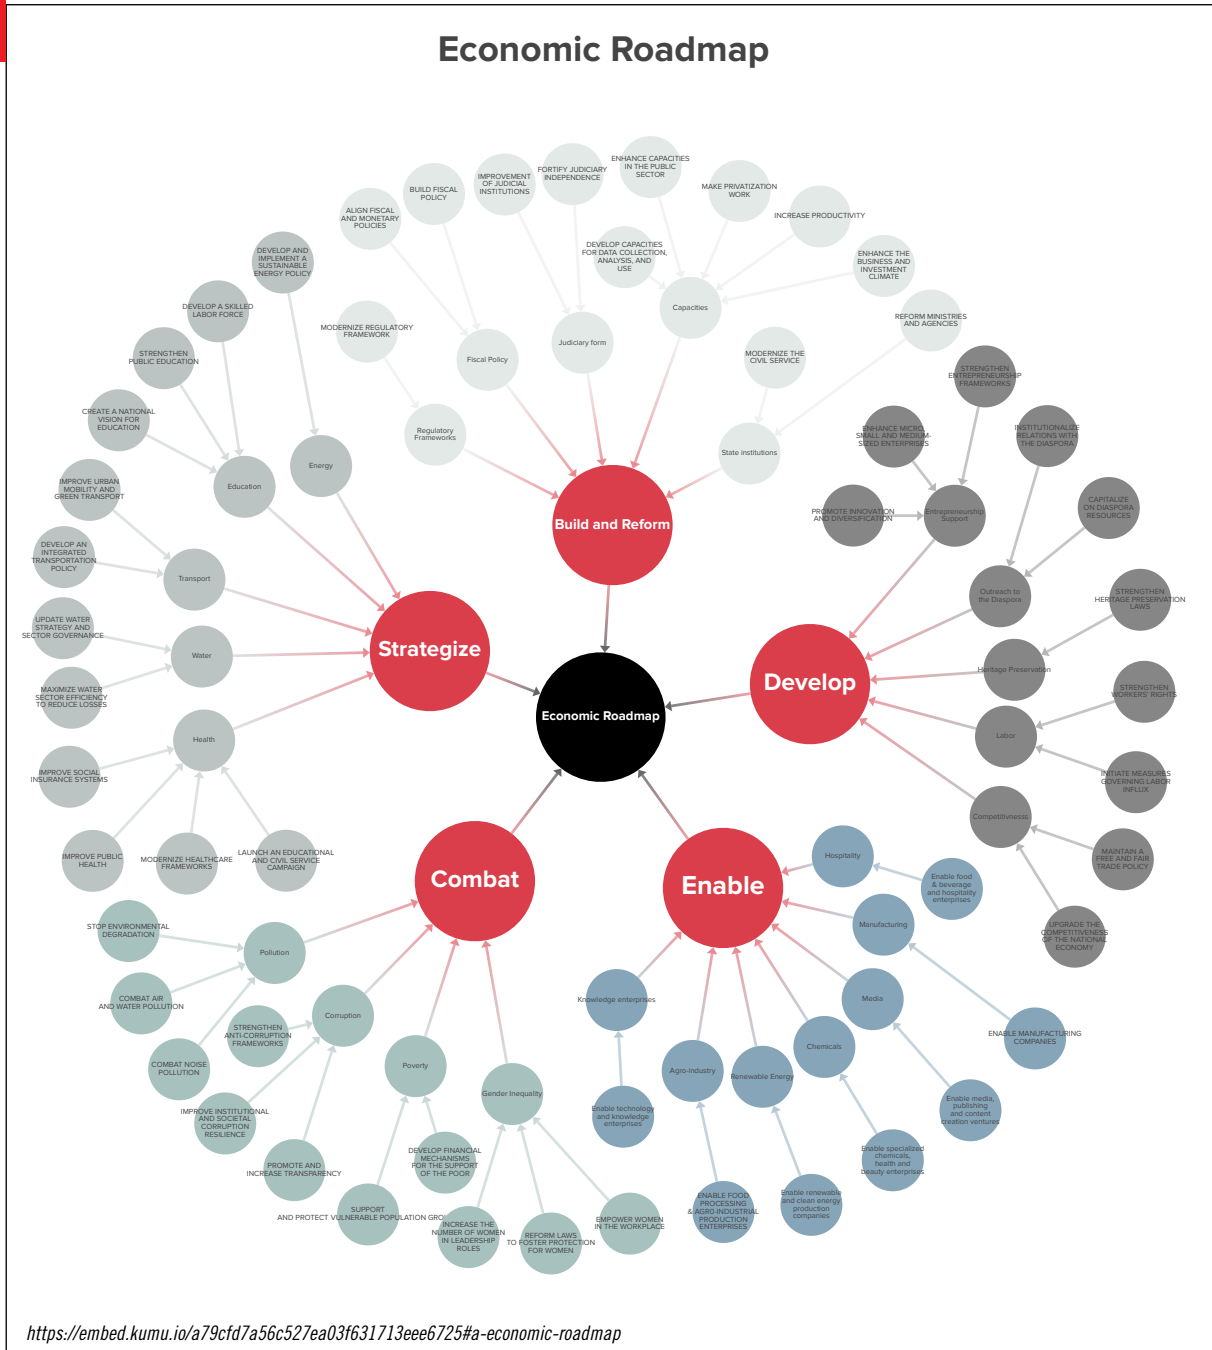 Economic Roadmap
ENHANCE CAPACITIES
IN THE PUBLIC
SECTOR
FORTIFY JUDICIARY
INDEPENDENCE
IMPROVEMENT
OF JUDICIAL
INSTITUTIONS
BUILD FISCAL
POLICY
ALIGN FISCAL
AND MONETARY
POLICIES
MAKE PRIVATIZATION
WORK
INCREASE PRODUCTIVITY
DEVELOP CAPACITIES
FOR DATA COLLECTION,
ANALYSIS, AND
USE
ENHANCE THE
BUSINESS AND
INVESTMENT
CLIMATE
Capacities
REFORM MINISTRIES
AND AGENCIES
MODERNIZE REGULATORY
FRAMEWORK
Fiscal Policy
Judiciary form
MODERNIZE THE
CIVIL SERVICE
Regulatory
Frameworks
State institutions
Build and Reform
DEVELOP AND
IMPLEMENT A
SUSTAINABLE
ENERGY POLICY
DEVELOP A SKILLED
LABOR FORCE
STRENGTHEN
PUBLIC EDUCATION
CREATE A NATIONAL
VISION FOR
EDUCATION
Energy
Education
IMPROVE URBAN
MOBILITY AND
GREEN TRANSPORT
DEVELOP AN
INTEGRATED
TRANSPORTATION
POLICY
Transport
UPDATE WATER
STRATEGY AND
SECTOR GOVERNANCE
Water
MAXIMIZE WATER
SECTOR EFFICIENCY
TO REDUCE LOSSES
Health
IMPROVE SOCIAL
INSURANCE SYSTEMS
IMPROVE PUBLIC
HEALTH
MODERNIZE HEALTHCARE
FRAMEWORKS
LAUNCH AN EDUCATIONAL
AND CIVIL SERVICE
CAMPAIGN
Strategize
Economic Roadmap
Develop
STRENGTHEN
ENTREPRENEURSHIP
FRAMEWORKS
ENHANCE MICRO,
SMALL AND MEDIUM-
SIZED ENTERPRISES
INSTITUTIONALIZE
RELATIONS WITH
THE DIASPORA
PROMOTE INNOVATION
AND DIVERSIFICATION
Entrepreneurship
Support
CAPITALIZE
ON DIASPORA
RESOURCES
Outreach to
the Diaspora
STRENGTHEN
HERITAGE PRESERVATION
LAWS
Heritage Preservation
STRENGTHEN
WORKERS' RIGHTS
Labor
INITIATE MEASURES
GOVERNING LABOR
INFLUX
Competitivnesss
MAINTAIN A
FREE AND FAIR
TRADE POLICY
UPGRADE THE
COMPETITIVENESS
OF THE NATIONAL
ECONOMY
Combat
Enable
Hospitality
Enable food
& beverage
and hospitality
enterprises
Manufacturing
ENABLE MANUFACTURING
COMPANIES
Media
Enable media,
publishing
and content
creation ventures
Chemicals
Enable specialized
chemicals,
health and
beauty enterprises
Renewable Energy
Enable renewable
and clean energy
production
companies
Agro-industry
ENABLE FOOD
PROCESSING
& AGRO-INDUSTRIAL
PRODUCTION
ENTERPRISES
Knowledge enterprises
Enable technology
and knowledge
enterprises
STOP ENVIRONMENTAL
DEGRADATION
Pollution
COMBAT AIR
AND WATER POLLUTION
COMBAT NOISE
POLLUTION
STRENGTHEN
ANTI-CORRUPTION
FRAMEWORKS
Corruption
IMPROVE INSTITUTIONAL
AND SOCIETAL
CORRUPTION
RESILIENCE
PROMOTE AND
INCREASE TRANSPARENCY
Poverty
SUPPORT
AND PROTECT VULNERABLE POPULATION GRO
DEVELOP FINANCIAL
MECHANISMS
FOR THE SUPPORT
OF THE POOR
Gender Inequality
INCREASE THE
NUMBER OF WOMEN
IN LEADERSHIP
ROLES
REFORM LAWS
TO FOSTER PROTECTION
FOR WOMEN
EMPOWER WOMEN
IN THE WORKPLACE
https://embed.kumu.io/a79cfd7a56c527ea03f631713eee6725#a-economic-roadmap